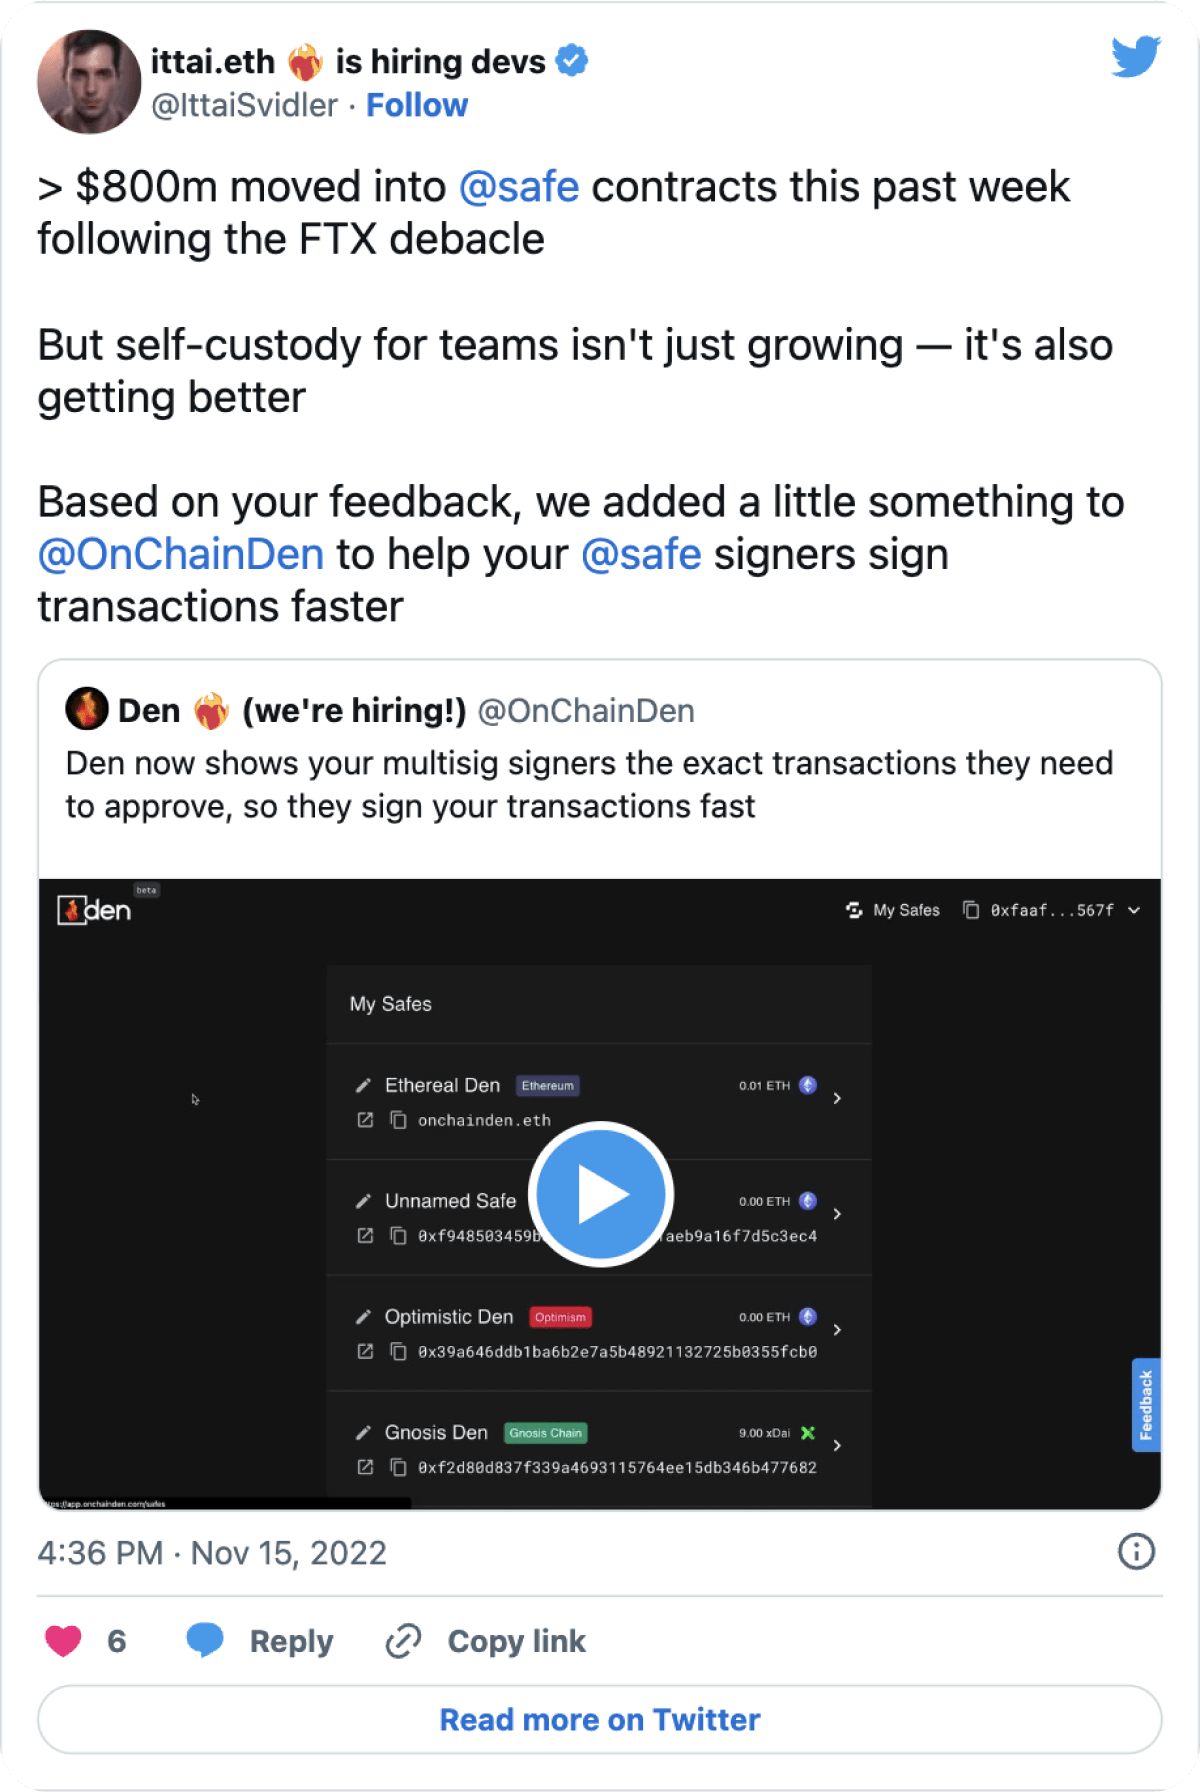 ittai.eth ❤️‍🔥 is hiring devs
@IttaiSvidler · Follow
> $800m moved into @safe contracts this past week
following the FTX debacle
But self-custody for teams isn't just growing — it's also
getting better
Based on your feedback, we added a little something to
@OnChainDen to help your @safe signers sign
transactions faster
Den ❤️‍🔥 (we're hiring!) @OnChainDen
Den now shows your multisig signers the exact transactions they need
to approve, so they sign your transactions fast
den beta
My Safes 0xfaaf...567f
My Safes
Ethereal Den Ethereum 0.01 ETH
onchainden.eth
Unnamed Safe 0.00 ETH
0xf948503459 aeb9a16f7d5c3ec4
Optimistic Den Optimism 0.00 ETH
0x39a646ddb1ba6b2e7a5b48921132725b0355fcb0
Gnosis Den Gnosis Chain 9.00 xDai
0xf2d80d837f339a4693115764ee15db346b477682
Feedback
tps://app.onchainden.com/safes
4:36 PM · Nov 15, 2022
6 Reply Copy link
Read more on Twitter